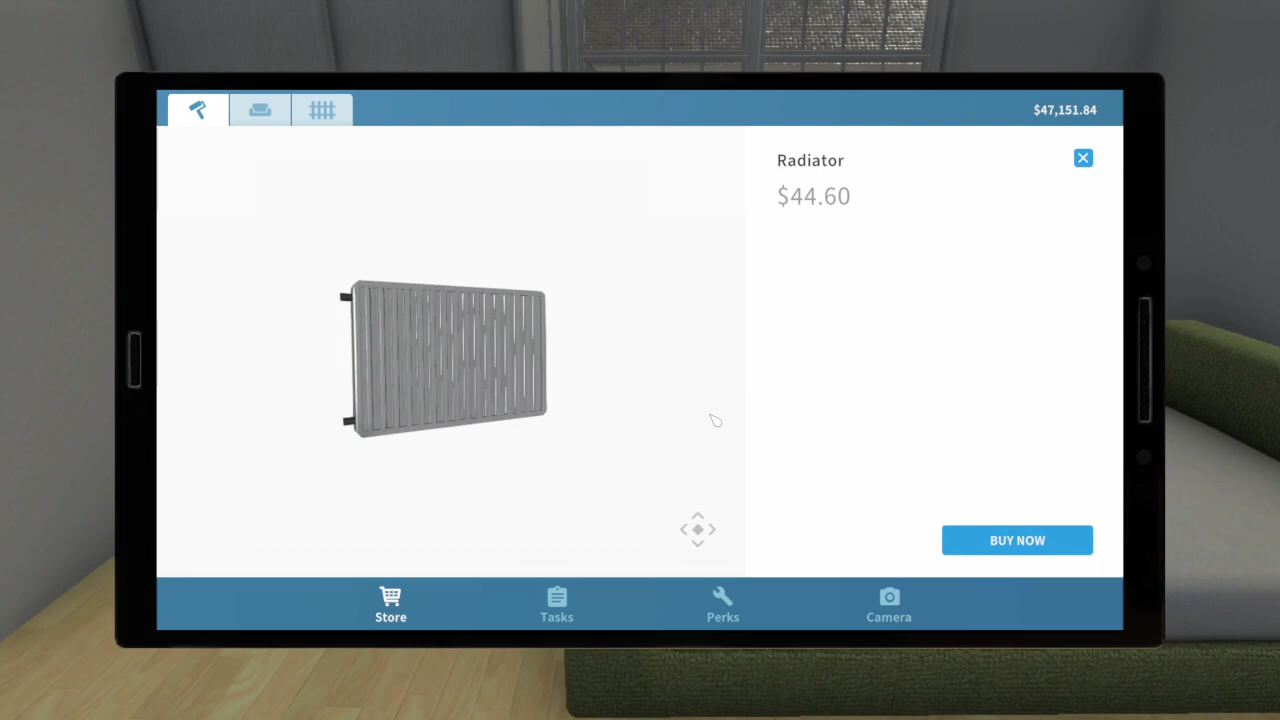 $47,151.84
Radiator
$44.60
BUY NOW
Store
Tasks
Perks
Camera